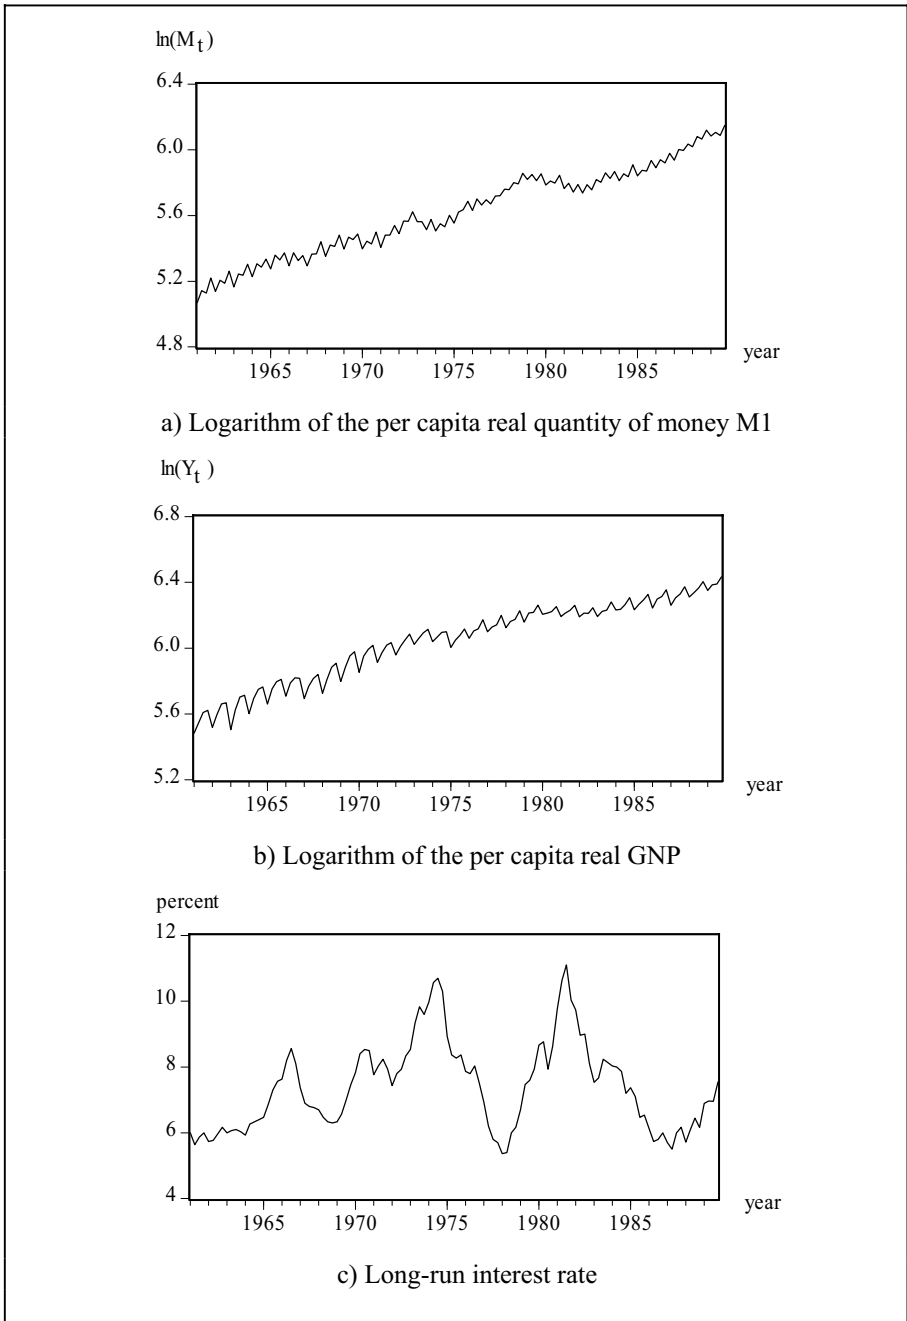 ln(Mt)
6.4
6.0
5.6
5.2
4.8
1965 1970 1975 1980 1985 year
a) Logarithm of the per capita real quantity of money M1
ln(Yt )
6.8
6.4
6.0
5.6
5.2
1965 1970 1975 1980 1985 year
b) Logarithm of the per capita real GNP
percent
12
10
8
6
4
1965 1970 1975 1980 1985 year
c) Long-run interest rate